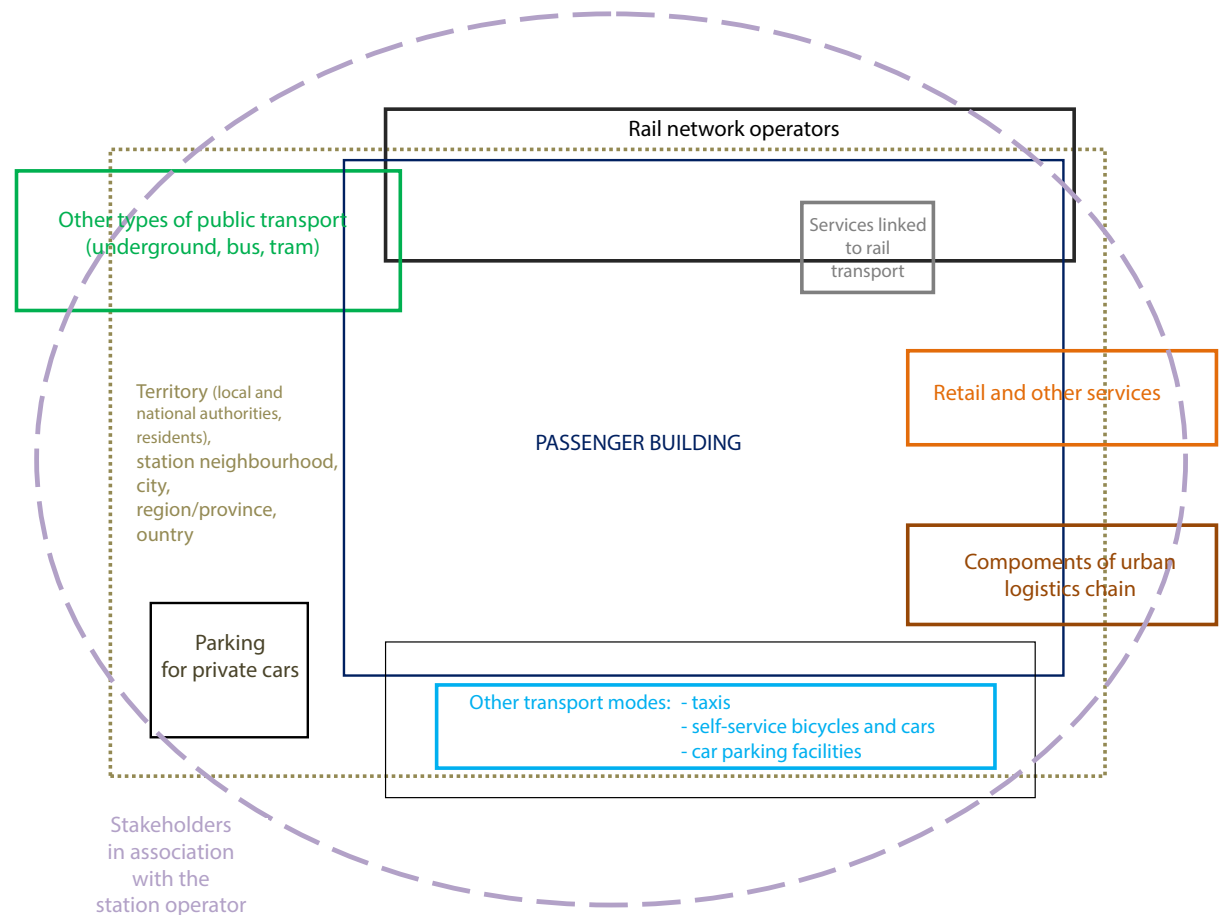 Rail network operators
Other types of public transport
(underground, bus, tram)
Services linked
to rail
transport
Territory (local and
national authorities,
residents),
station neighbourhood,
city,
region/province,
ountry
PASSENGER BUILDING
Retail and other services
Compoments of urban
logistics chain
Parking
for private cars
Other transport modes: - taxis
- self-service bicycles and cars
- car parking facilities
Stakeholders
in association
with the
station operator